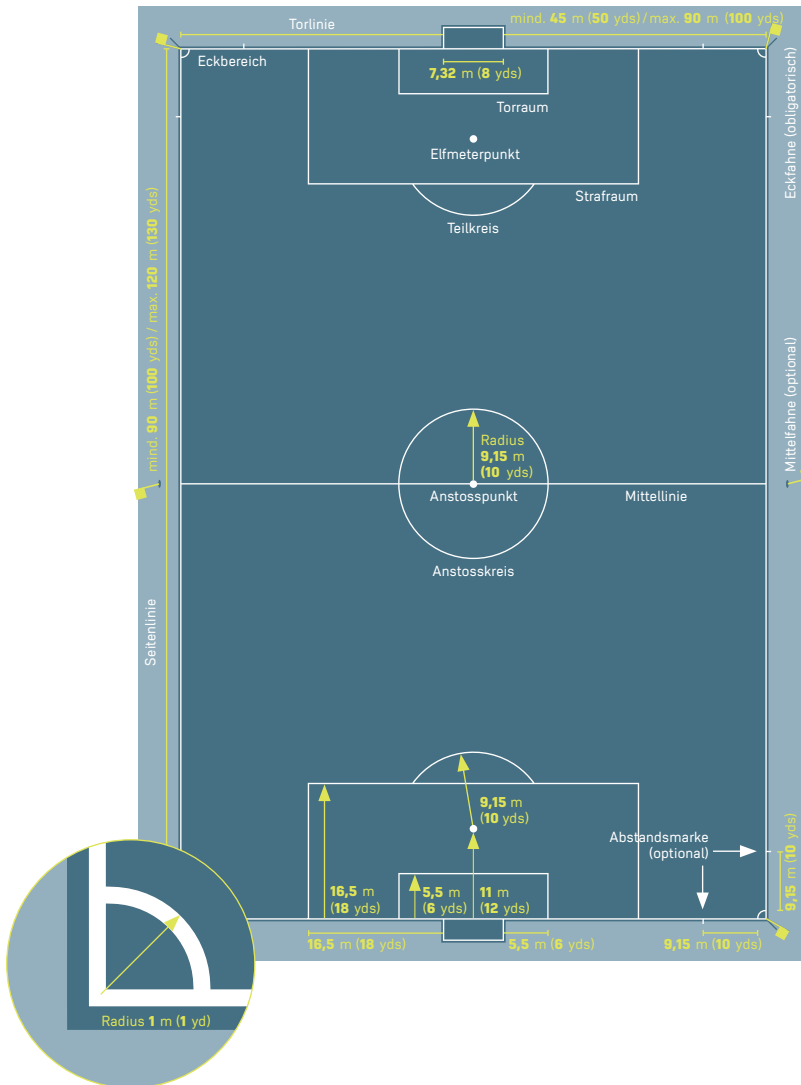 Torlinie
mind. 45 m (50 yds)/max. 90 m (100 yds)
Eckbereich
7,32 m (8 yds)
Torraum
Elfmeterpunkt
Strafraum
Teilkreis
Eckfahne (obligatorisch)
mind. 90 m (100 yds) / max. 120 m (130 yds)
Mittelfahne (optional)
Radius
9,15 m
(10 yds)
Anstosspunkt
Mittellinie
Anstosskreis
Seitenlinie
9,15 m
(10 yds)
Abstandsmarke
(optional)
9,15 m (10 yds)
16,5 m
(18 yds)
5,5 m
(6 yds)
11 m
(12 yds)
16,5 m (18 yds)
5,5 m (6 yds)
9,15 m (10 yds)
Radius 1 m (1 yd)